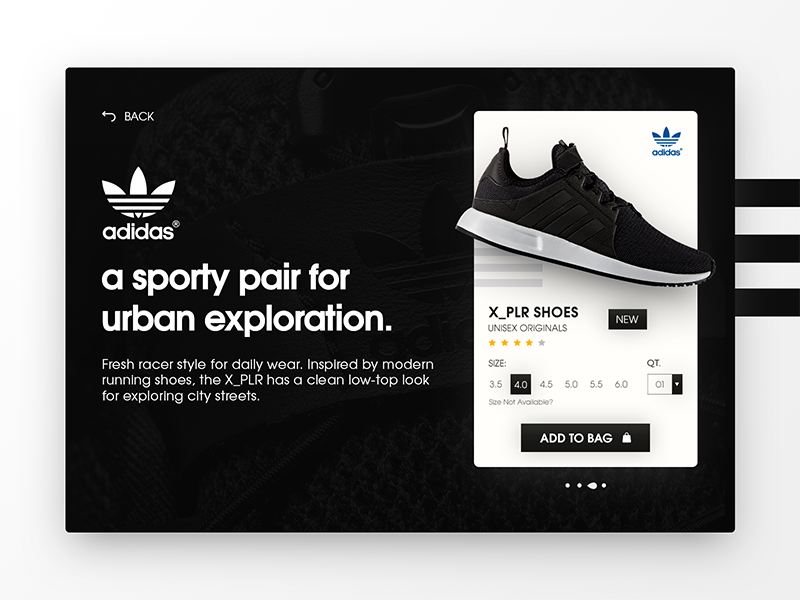 BACK
adidas®
a sporty pair for
urban exploration.
Fresh racer style for daily wear. Inspired by modern
running shoes, the X_PLR has a clean low-top look
for exploring city streets.
adidas®
X_PLR SHOES
UNISEX ORIGINALS
NEW
SIZE: QT.
3.5 4.0 4.5 5.0 5.5 6.0 01
Size Not Available?
ADD TO BAG